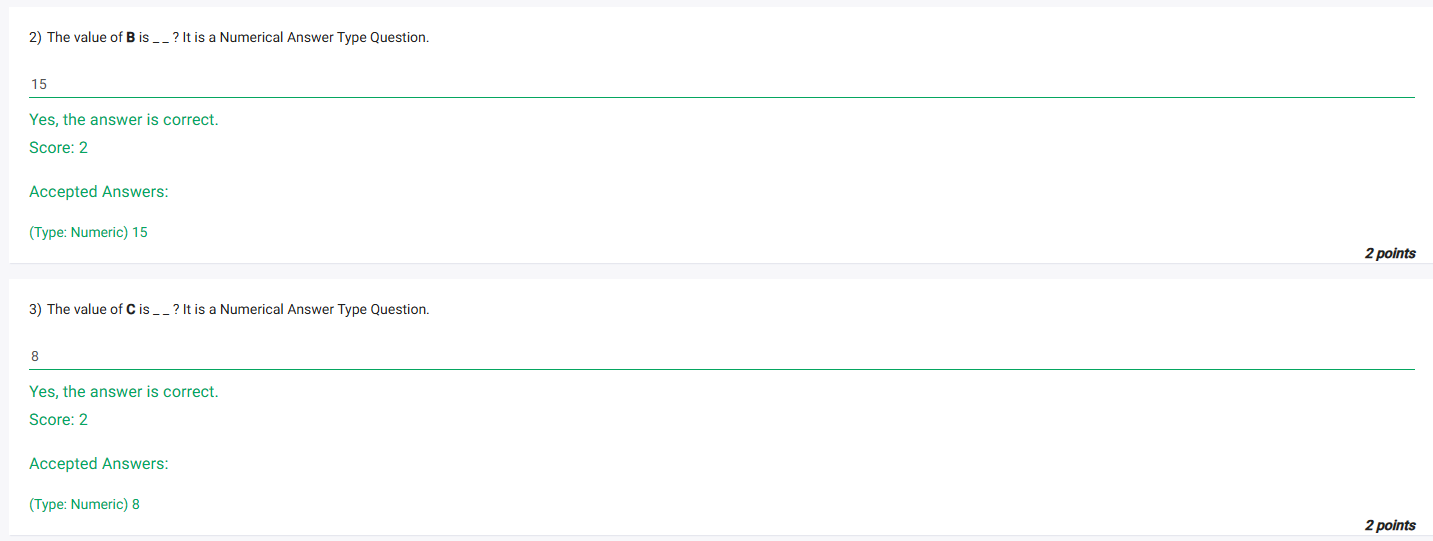 2) The value of B is _ _ ? It is a Numerical Answer Type Question.
15
Yes, the answer is correct.
Score: 2
Accepted Answers:
(Type: Numeric) 15
2 points
3) The value of C is _ _ ? It is a Numerical Answer Type Question.
8
Yes, the answer is correct.
Score: 2
Accepted Answers:
(Type: Numeric) 8
2 points